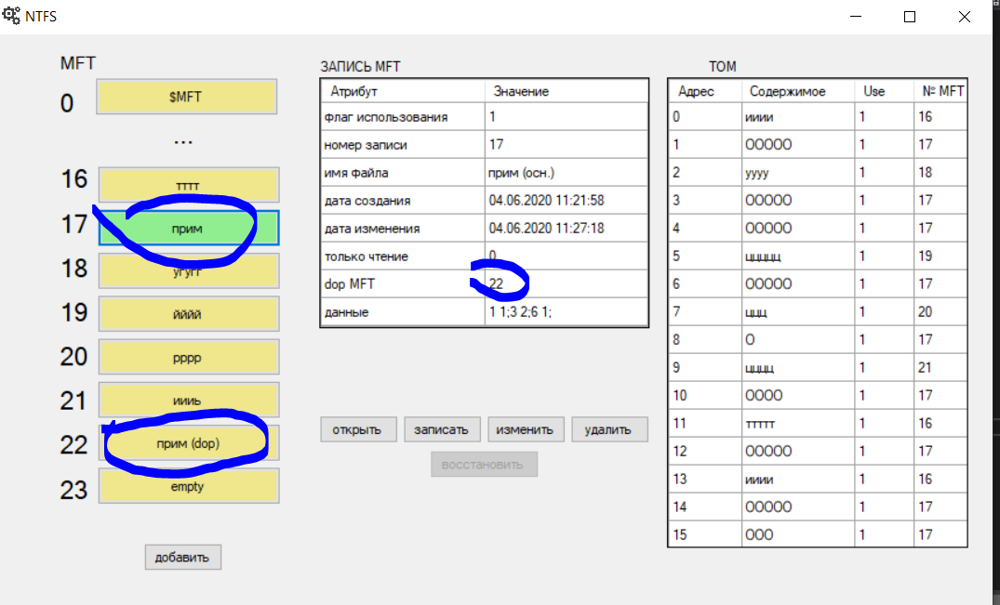 NTFS
MFT
0 $MFT
...
16 тттт
17 прим
18 угугг
19 йййй
20 рррр
21 иииь
22 прим (dop)
23 empty
добавить
ЗАПИСЬ MFT
Атрибут Значение
флаг использования 1
номер записи 17
имя файла прим (осн.)
дата создания 04.06.2020 11:21:58
дата изменения 04.06.2020 11:27:18
только чтение 0
dop MFT 22
данные 1 1;3 2;6 1;
открыть записать изменить удалить
восстановить
ТОМ
Адрес Содержимое Use № MFT
0 ииии 1 16
1 ООООО 1 17
2 уууу 1 18
3 ООООО 1 17
4 ООООО 1 17
5 ццццц 1 19
6 ООООО 1 17
7 ццц 1 20
8 О 1 17
9 цццц 1 21
10 ОООО 1 17
11 ттттт 1 16
12 ООООО 1 17
13 ииии 1 16
14 ООООО 1 17
15 ООО 1 17